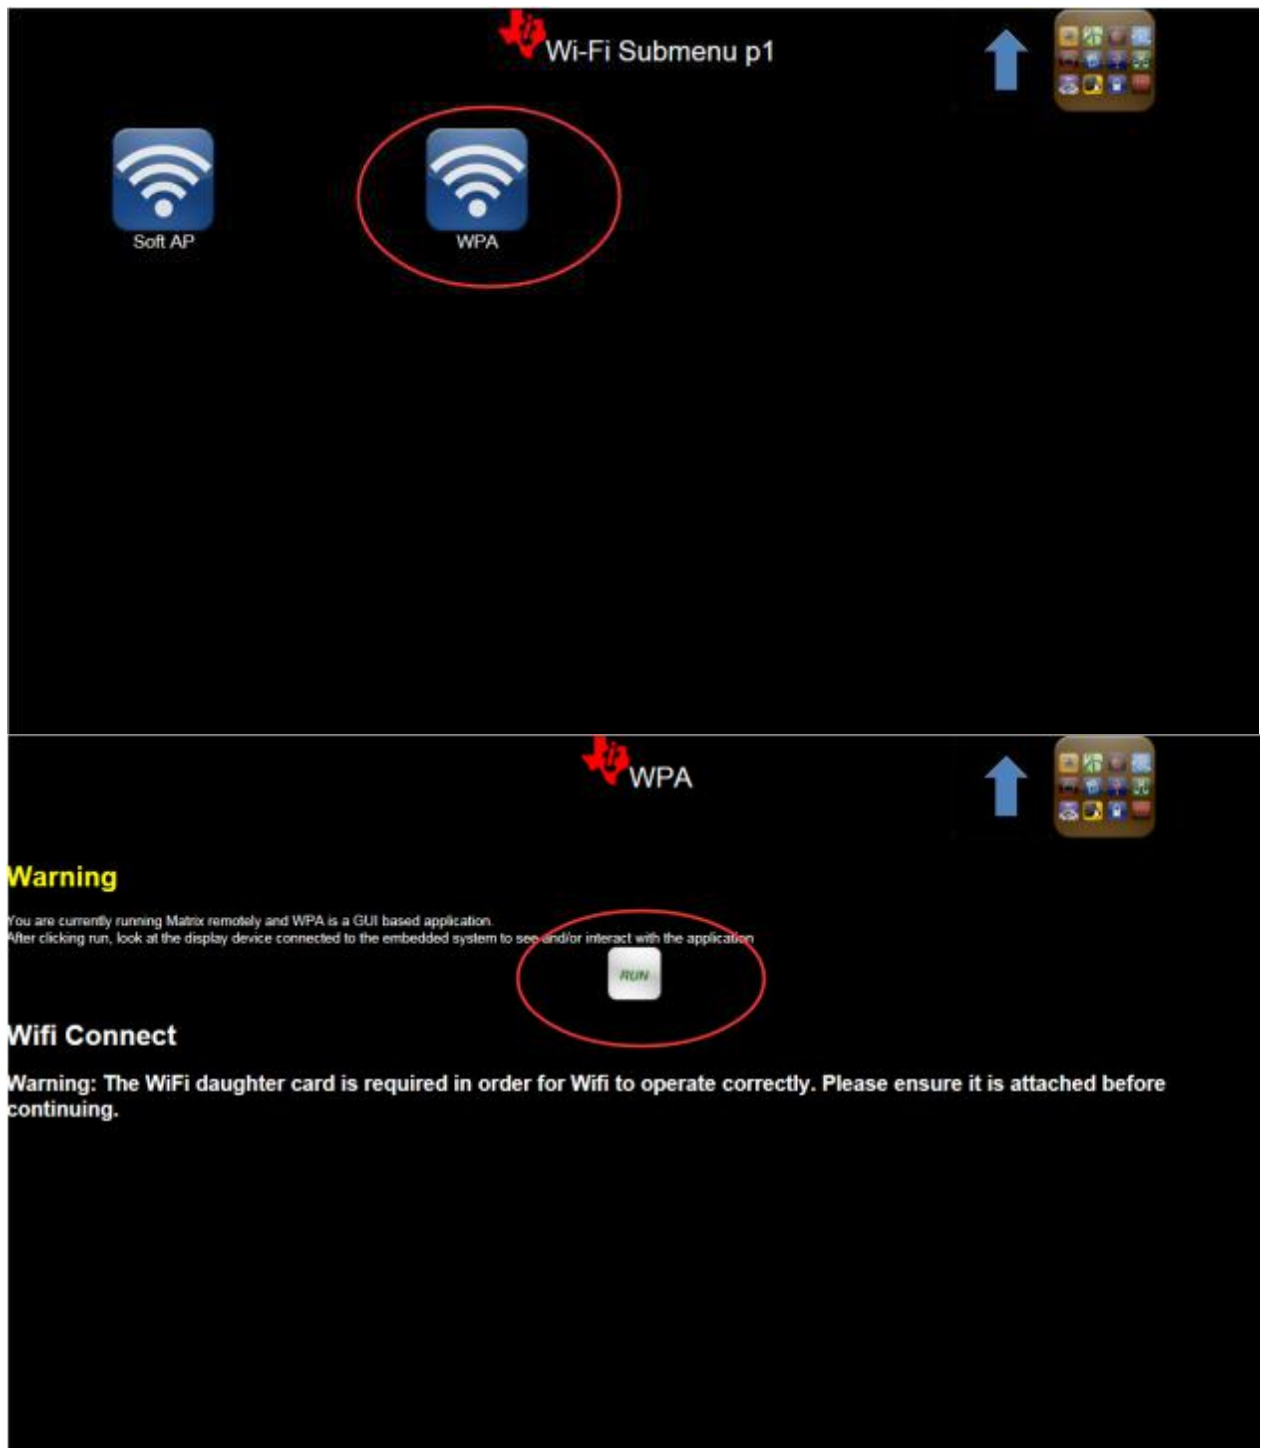 Wi-Fi Submenu p1
Soft AP
WPA
WPA
Warning
You are currently running Matrix remotely and WPA is a GUI based application.
After clicking run, look at the display device connected to the embedded system to see and/or interact with the application
RUN
Wifi Connect
Warning: The WiFi daughter card is required in order for Wifi to operate correctly. Please ensure it is attached before
continuing.